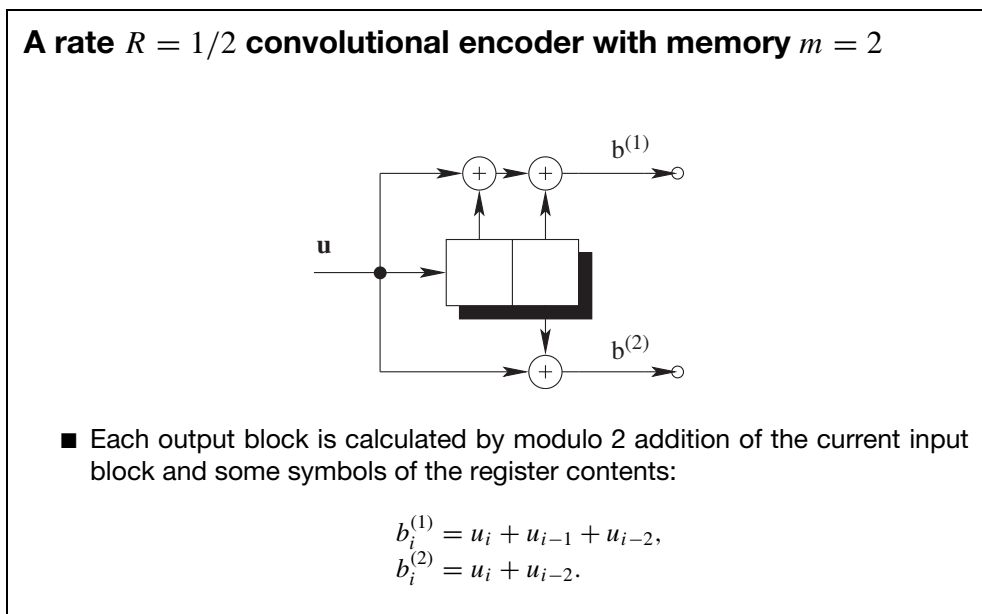 A rate R = 1/2 convolutional encoder with memory m = 2
b(1)
+ +
u
b(2)
+
■ Each output block is calculated by modulo 2 addition of the current input
block and some symbols of the register contents:
b_i^{(1)} = u_i + u_{i−1} + u_{i−2},
b_i^{(2)} = u_i + u_{i−2}.